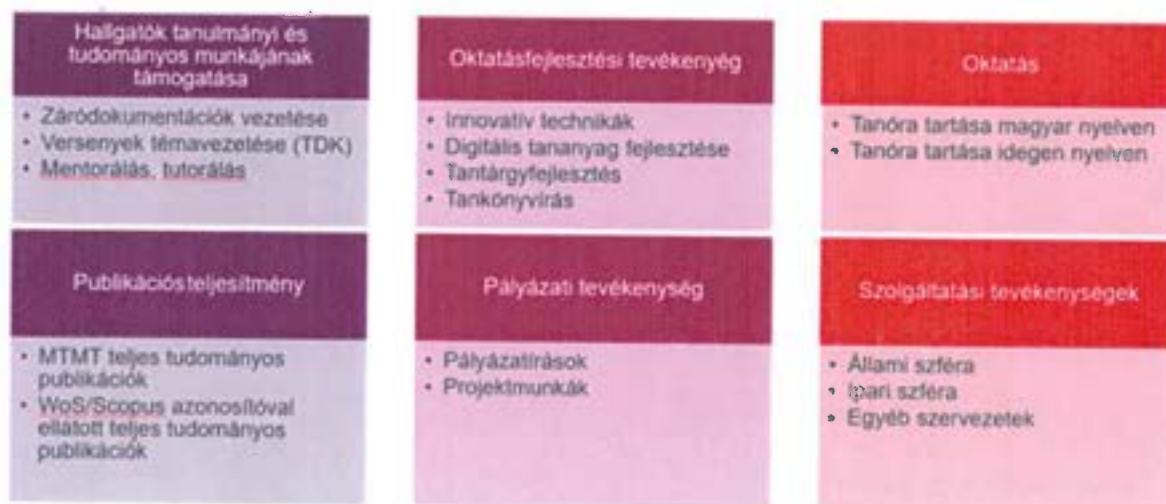 Hallgatók tanulmányi és
tudományos munkájának
támogatása
• Záródokumentációk vezetése
• Versenyek témavezetése (TDK)
• Mentorálás, tutorálás
Oktatásfejlesztési tevékenyég
• Innovatív technikák
• Digitális tananyag fejlesztése
• Tantárgyfejlesztés
• Tankönyvírás
Oktatás
• Tanóra tartása magyar nyelven
• Tanóra tartása idegen nyelven
Publikációs teljesítmény
• MTMT teljes tudományos
publikációk
• WoS/Scopus azonosítóval
ellátott teljes tudományos
publikációk
Pályázati tevékenység
• Pályázatírások
• Projektmunkák
Szolgáltatási tevékenységek
• Állami szféra
• Ipari szféra
• Egyéb szervezetek